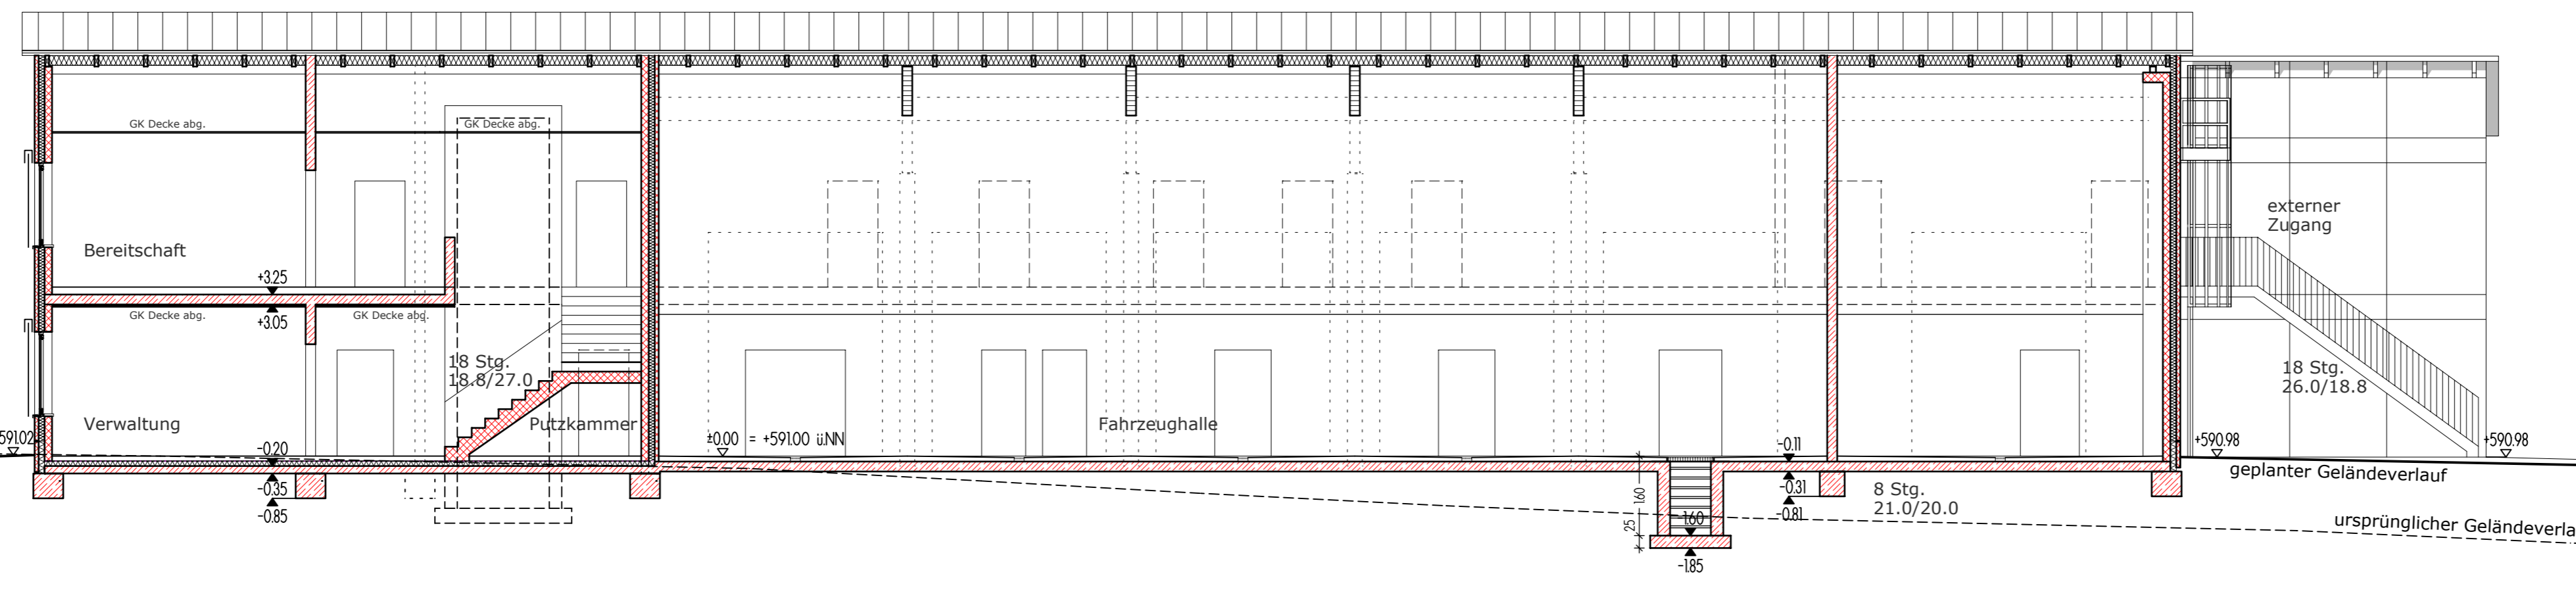 GK Decke abg.
GK Decke abg.
externer
Zugang
Bereitschaft
+3.25
GK Decke abg.
GK Decke abg.
+3.05
18 Stg.
18.8/27.0
18 Stg.
26.0/18.8
Verwaltung
Putzkammer
Fahrzeughalle
591.02
±0.00 = +591.00 ü.NN
-0.11
+590.98
+590.98
-0.20
geplanter Geländeverlauf
-0.35
-0.31
8 Stg.
21.0/20.0
1.60
-0.85
-0.81
-1.60
25
ursprünglicher Geländeverla
-1.85